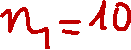 n₁ = 10